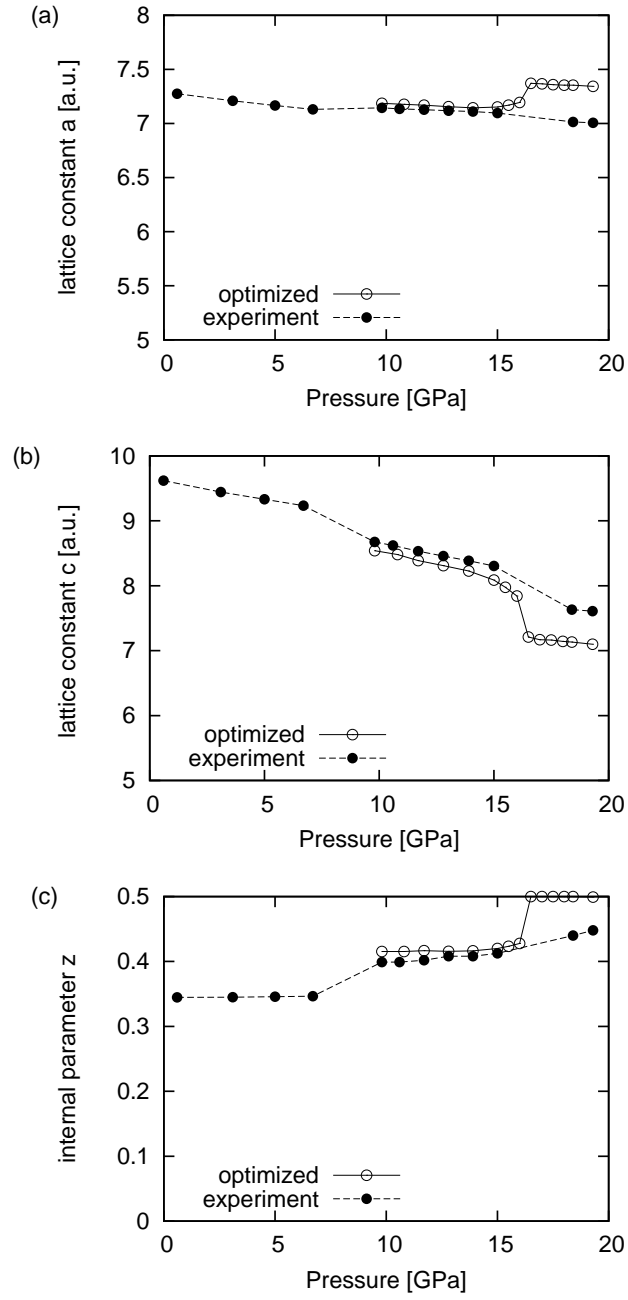 (a)
8
7.5
7
6.5
6
5.5
5
lattice constant a [a.u.]
optimized
experiment
0
5
10
15
20
Pressure [GPa]
(b)
10
9
8
7
6
5
lattice constant c [a.u.]
optimized
experiment
0
5
10
15
20
Pressure [GPa]
(c)
0.5
0.4
0.3
0.2
0.1
0
internal parameter z
optimized
experiment
0
5
10
15
20
Pressure [GPa]